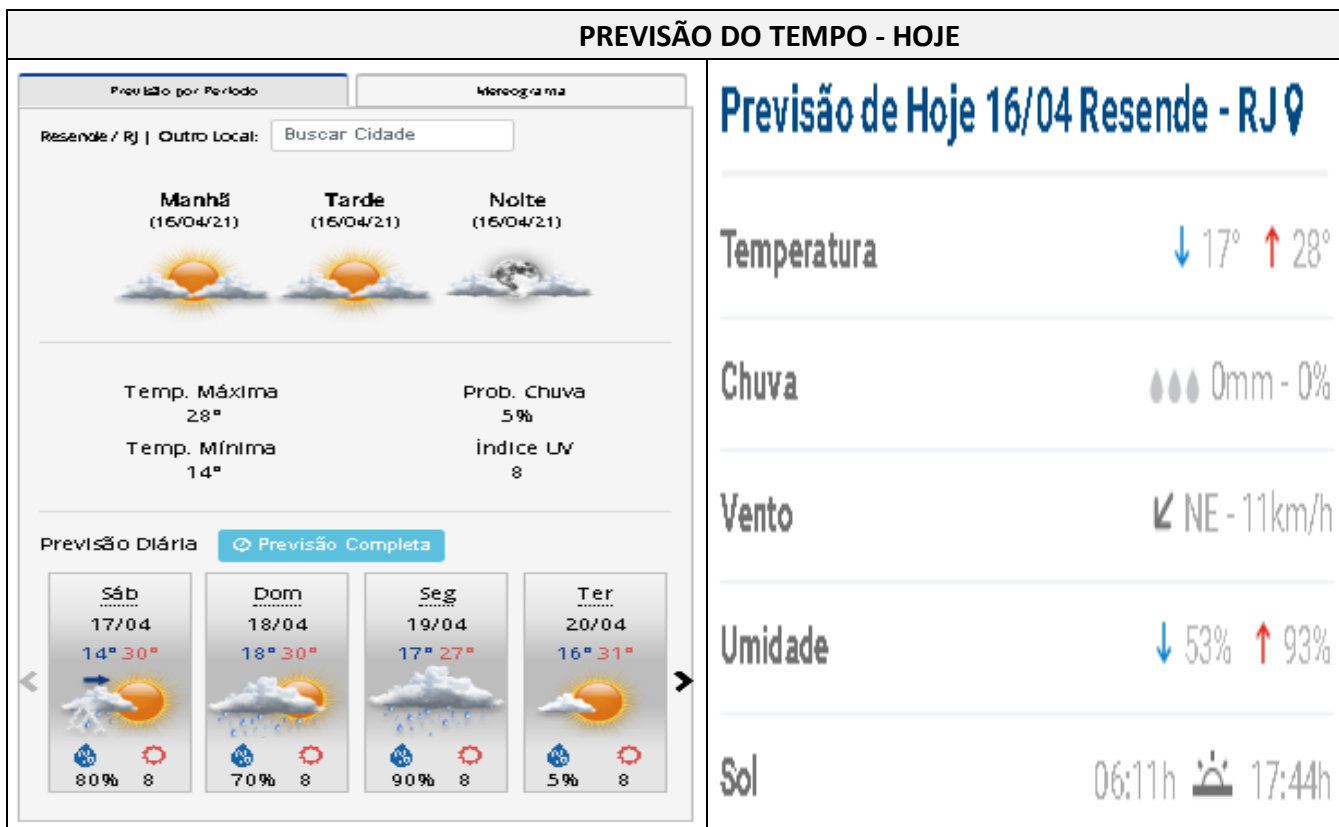 PREVISÃO DO TEMPO - HOJE
Previsão por Período
Meteograma
Resende / RJ | Outro Local: Buscar Cidade
Manhã Tarde Noite
(16/04/21) (16/04/21) (16/04/21)
Temp. Máxima Prob. Chuva
28° 5%
Temp. Mínima Índice UV
14° 8
Previsão Diária Previsão Completa
Sáb Dom Seg Ter
17/04 18/04 19/04 20/04
14° 30° 18° 30° 17° 27° 16° 31°
80% 8 70% 8 90% 8 5% 8
Previsão de Hoje 16/04 Resende - RJ
Temperatura 17° 28°
Chuva 0mm - 0%
Vento NE - 11km/h
Umidade 53% 93%
Sol 06:11h 17:44h